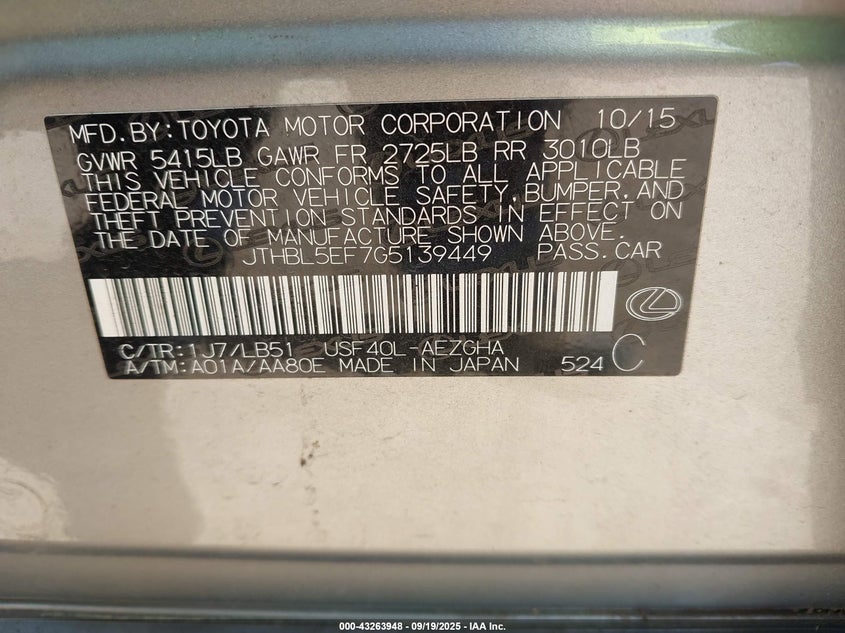 MFD.BY:TOYOTA MOTOR CORPORATION 10/15
GVWR 5415LB GAWR FR 2725LB RR 3010LB
THIS VEHICLE CONFORMS TO ALL APPLICABLE
FEDERAL MOTOR VEHICLE SAFETY,BUMPER,AND
THEFT PREVENTION STANDARDS IN EFFECT ON
THE DATE OF MANUFACTURE SHOWN ABOVE.
JTHBL5EF7G5139449 PASS.CAR
C/TR:1J7/LB51 USF40L-AEZGHA
A/TM:A01A/AA80E MADE IN JAPAN 524 C
000-43263948 - 09/19/2025 - IAA Inc.